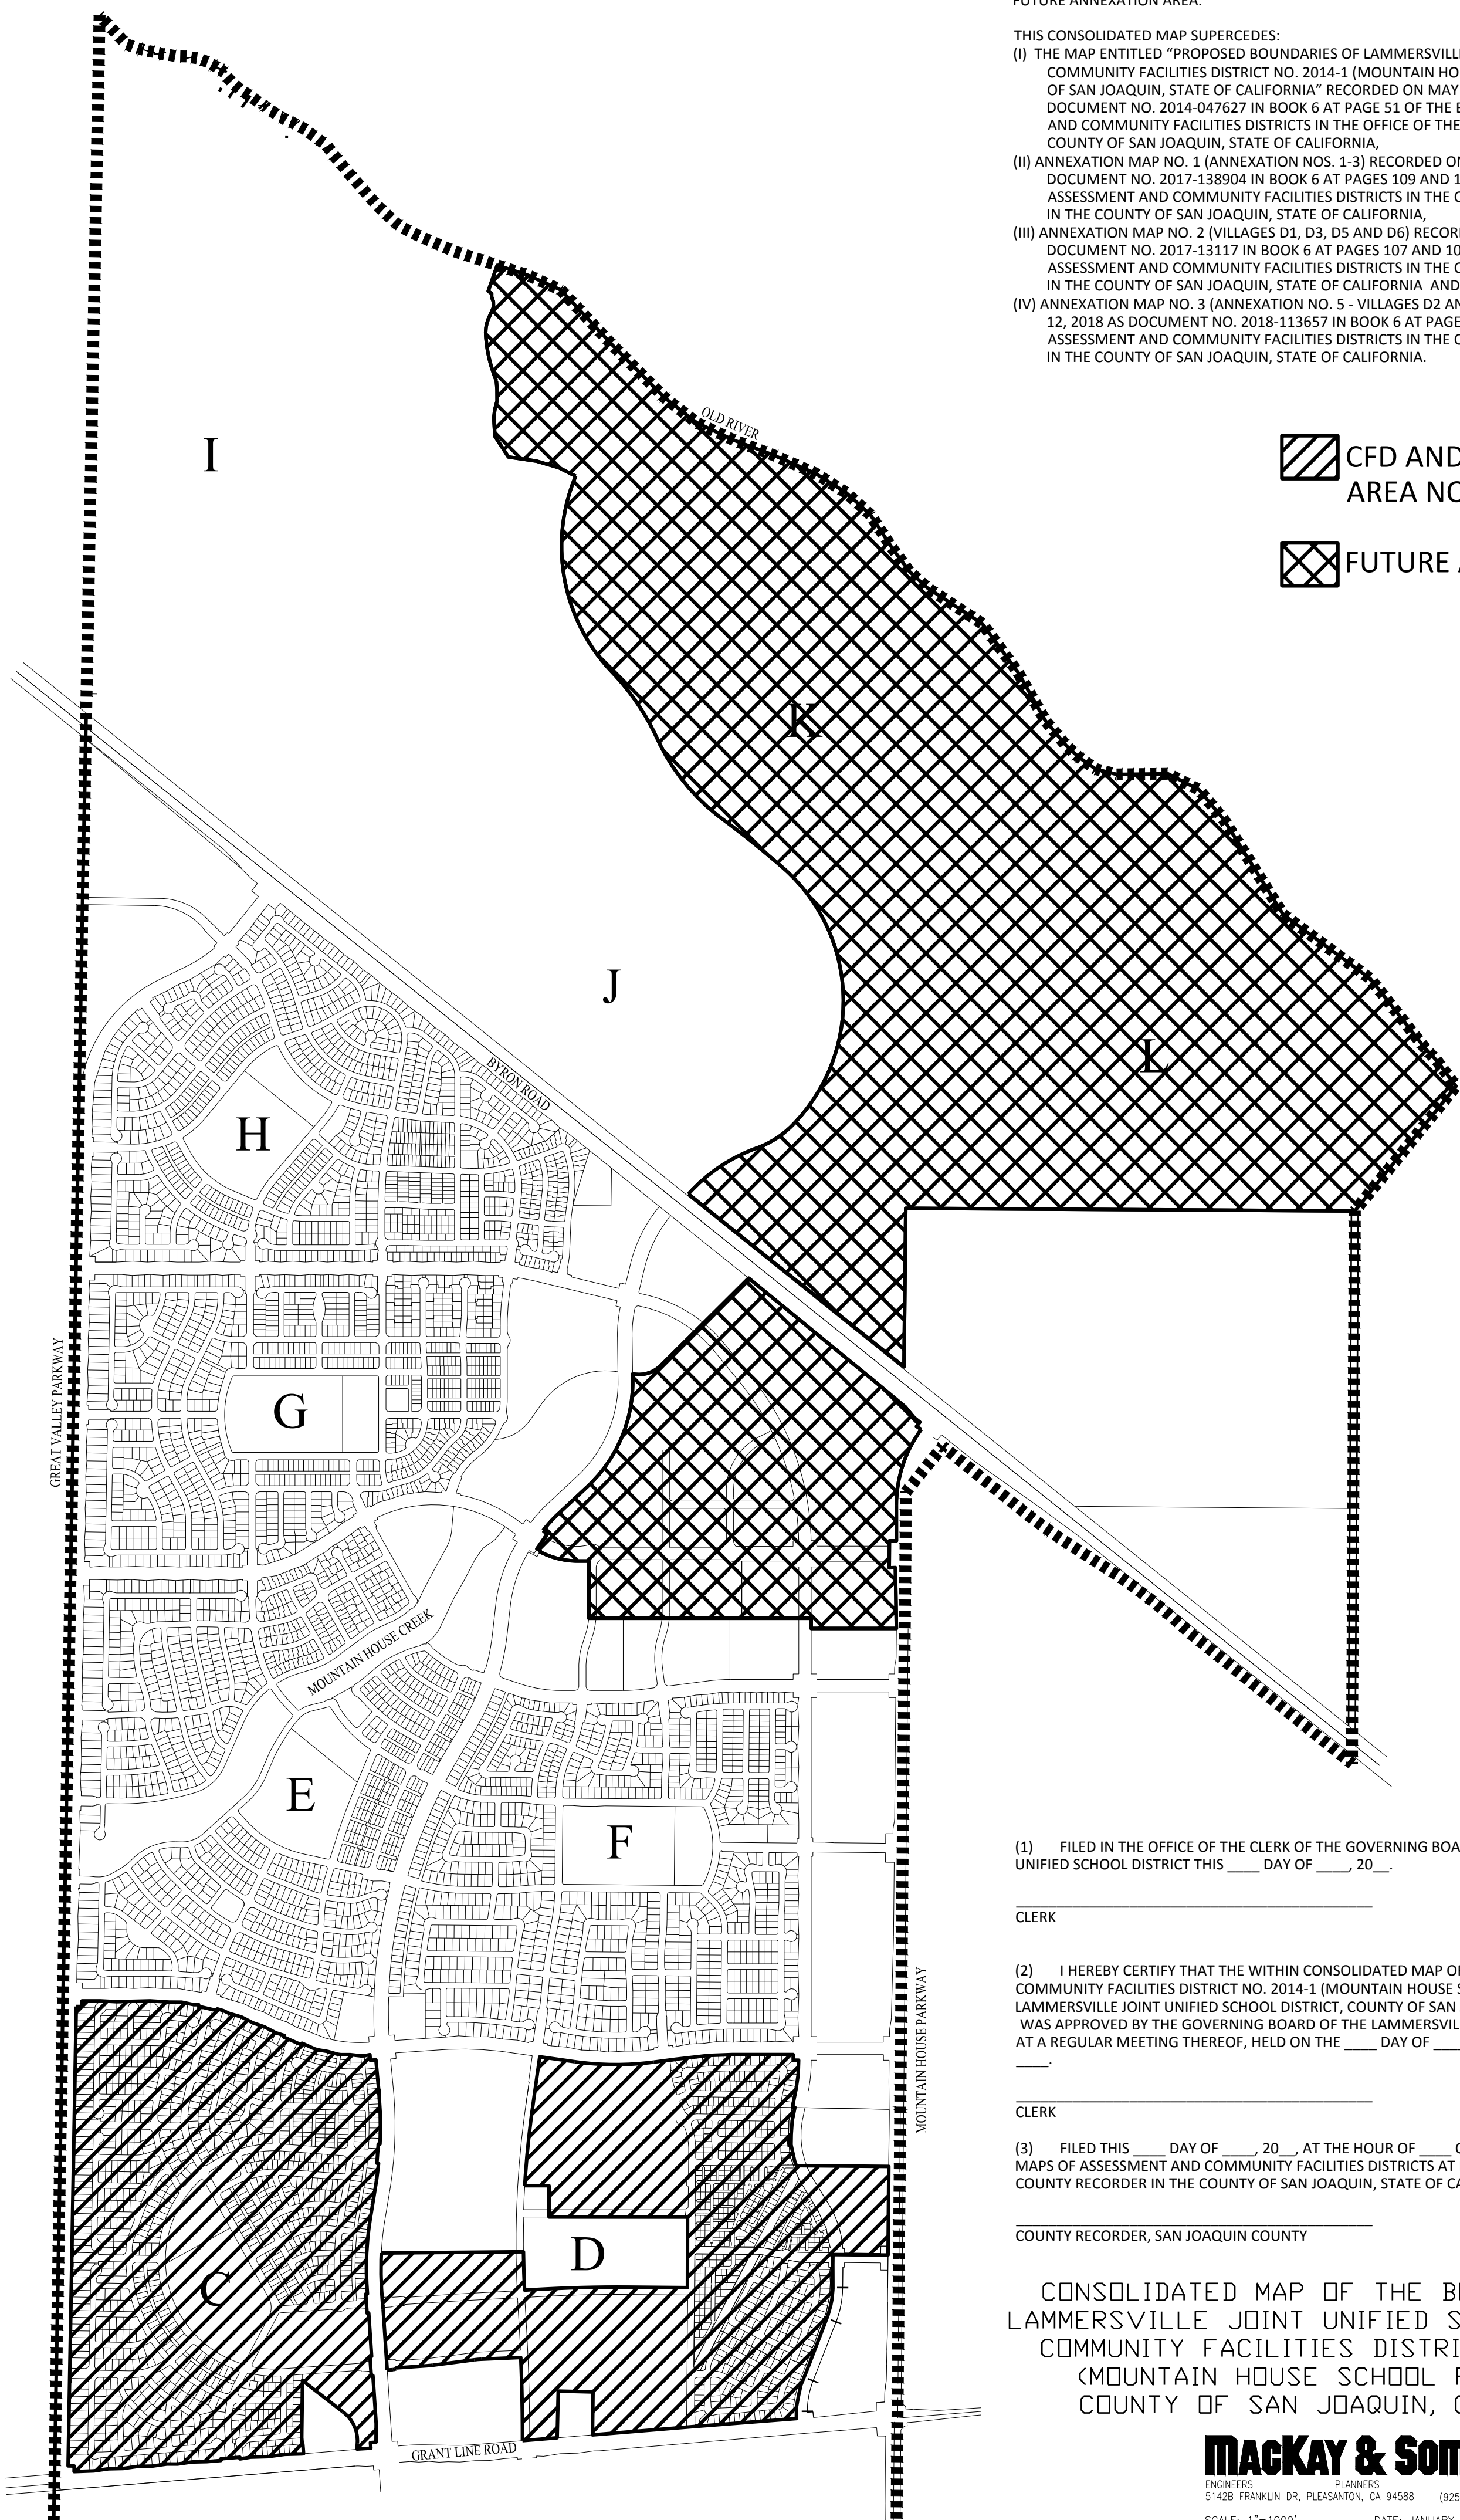 FUTURE ANNEXATION AREA.
THIS CONSOLIDATED MAP SUPERCEDES:
(I) THE MAP ENTITLED “PROPOSED BOUNDARIES OF
COMMUNITY FACILITIES DISTRICT NO. 2014-1 (MOUNTAIN
OF SAN JOAQUIN, STATE OF CALIFORNIA” RECORDED ON MAY
DOCUMENT NO. 2014-047627 IN BOOK 6 AT PAGE 51 OF THE
AND COMMUNITY FACILITIES DISTRICTS IN THE OFFICE OF THE
COUNTY OF SAN JOAQUIN, STATE OF CALIFORNIA,
(II) ANNEXATION MAP NO. 1 (ANNEXATION NOS. 1-3) RECORDED
DOCUMENT NO. 2017-138904 IN BOOK 6 AT PAGES 109 AND
ASSESSMENT AND COMMUNITY FACILITIES DISTRICTS IN THE
IN THE COUNTY OF SAN JOAQUIN, STATE OF CALIFORNIA,
(III) ANNEXATION MAP NO. 2 (VILLAGES D1, D3, D5 AND D6)
DOCUMENT NO. 2017-13117 IN BOOK 6 AT PAGES 107 AND
ASSESSMENT AND COMMUNITY FACILITIES DISTRICTS IN THE
IN THE COUNTY OF SAN JOAQUIN, STATE OF CALIFORNIA AND
(IV) ANNEXATION MAP NO. 3 (ANNEXATION NO. 5 - VILLAGES D2
12, 2018 AS DOCUMENT NO. 2018-113657 IN BOOK 6 AT
ASSESSMENT AND COMMUNITY FACILITIES DISTRICTS IN THE
IN THE COUNTY OF SAN JOAQUIN, STATE OF CALIFORNIA.
OLD RIVER
I
CFD AND
AREA
FUTURE
K
J
L
BYRON ROAD
H
GREAT VALLEY PARKWAY
G
MOUNTAIN HOUSE CREEK
E
F
MOUNTAIN HOUSE PARKWAY
D
C
GRANT LINE ROAD
(1) FILED IN THE OFFICE OF THE CLERK OF THE GOVERNING
UNIFIED SCHOOL DISTRICT THIS ____ DAY OF ____, 20__.
CLERK
(2) I HEREBY CERTIFY THAT THE WITHIN CONSOLIDATED MAP
COMMUNITY FACILITIES DISTRICT NO. 2014-1 (MOUNTAIN HOUSE
LAMMERSVILLE JOINT UNIFIED SCHOOL DISTRICT, COUNTY OF SAN
WAS APPROVED BY THE GOVERNING BOARD OF THE
AT A REGULAR MEETING THEREOF, HELD ON THE ____ DAY OF ____
____.
CLERK
(3) FILED THIS ____ DAY OF ____, 20__, AT THE HOUR OF ____
MAPS OF ASSESSMENT AND COMMUNITY FACILITIES DISTRICTS AT
COUNTY RECORDER IN THE COUNTY OF SAN JOAQUIN, STATE OF
COUNTY RECORDER, SAN JOAQUIN COUNTY
CONSOLIDATED MAP OF THE
LAMMERSVILLE JOINT UNIFIED
COMMUNITY FACILITIES
(MOUNTAIN HOUSE SCHOOL
COUNTY OF SAN JOAQUIN,
MACKAY &
ENGINEERS PLANNERS
5142B FRANKLIN DR, PLEASANTON, CA 94588 (925
SCALE: 1"=1000' DATE: JANUARY